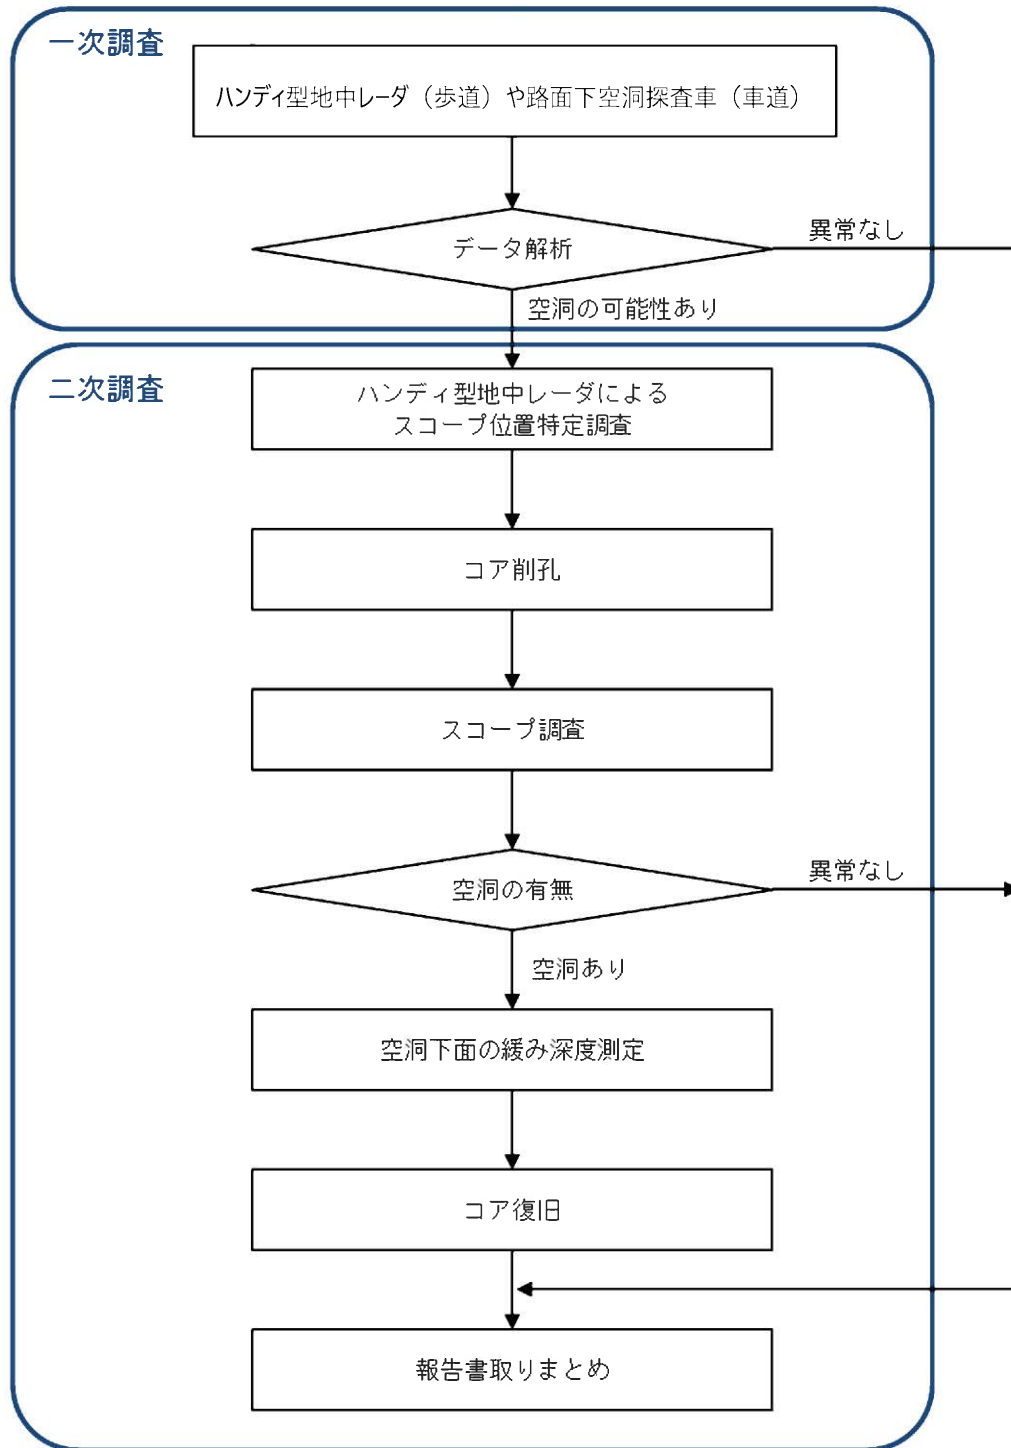 一次調査
ハンディ型地中レーダ（歩道）や路面下空洞探査車（車道）
データ解析
異常なし
空洞の可能性あり
二次調査
ハンディ型地中レーダによる
スコープ位置特定調査
コア削孔
スコープ調査
空洞の有無
異常なし
空洞あり
空洞下面の緩み深度測定
コア復旧
報告書取りまとめ